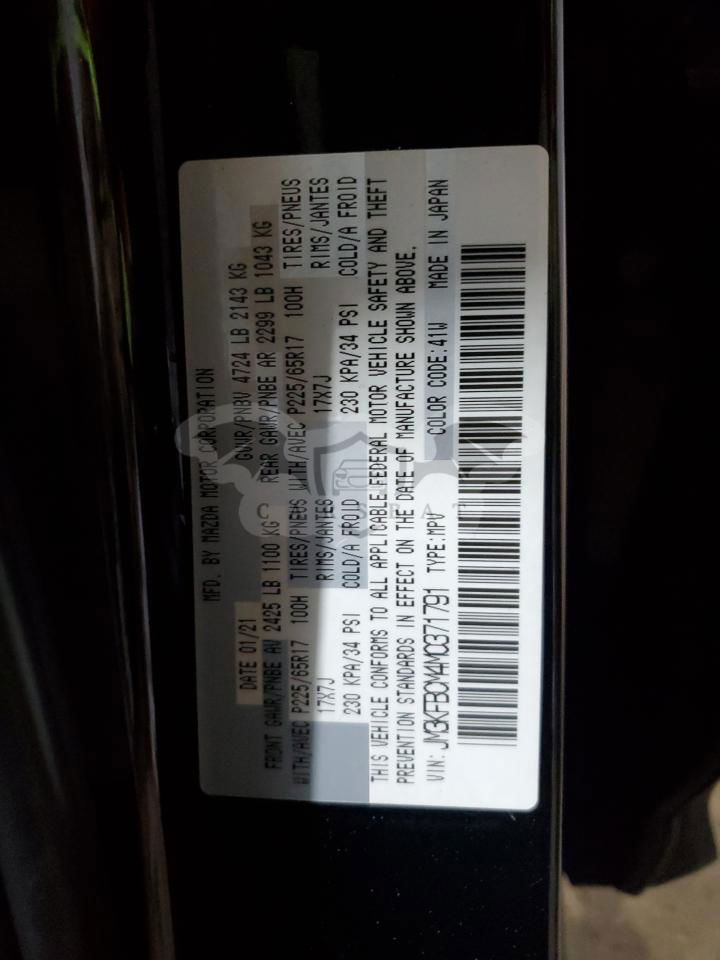 MFD. BY MAZDA MOTOR CORPORATION
DATE 01/21 GVWR/PNBV 4724 LB 2143 KG
FRONT GAWR/PNBE AV 2425 LB 1100 KG REAR GAWR/PNBE AR 2299 LB 1043 KG
WITH/AVEC P225/65R17 100H TIRES/PNEUS WITH/AVEC P225/65R17 100H TIRES/PNEUS
17X7J RIMS/JANTES 17X7J RIMS/JANTES
230 KPA/34 PSI COLD/A FROID 230 KPA/34 PSI COLD/A FROID
THIS VEHICLE CONFORMS TO ALL APPLICABLE FEDERAL MOTOR VEHICLE SAFETY AND THEFT
PREVENTION STANDARDS IN EFFECT ON THE DATE OF MANUFACTURE SHOWN ABOVE.
VIN: JM3KFBCM4M0371791 TYPE:MPV COLOR CODE:41W MADE IN JAPAN